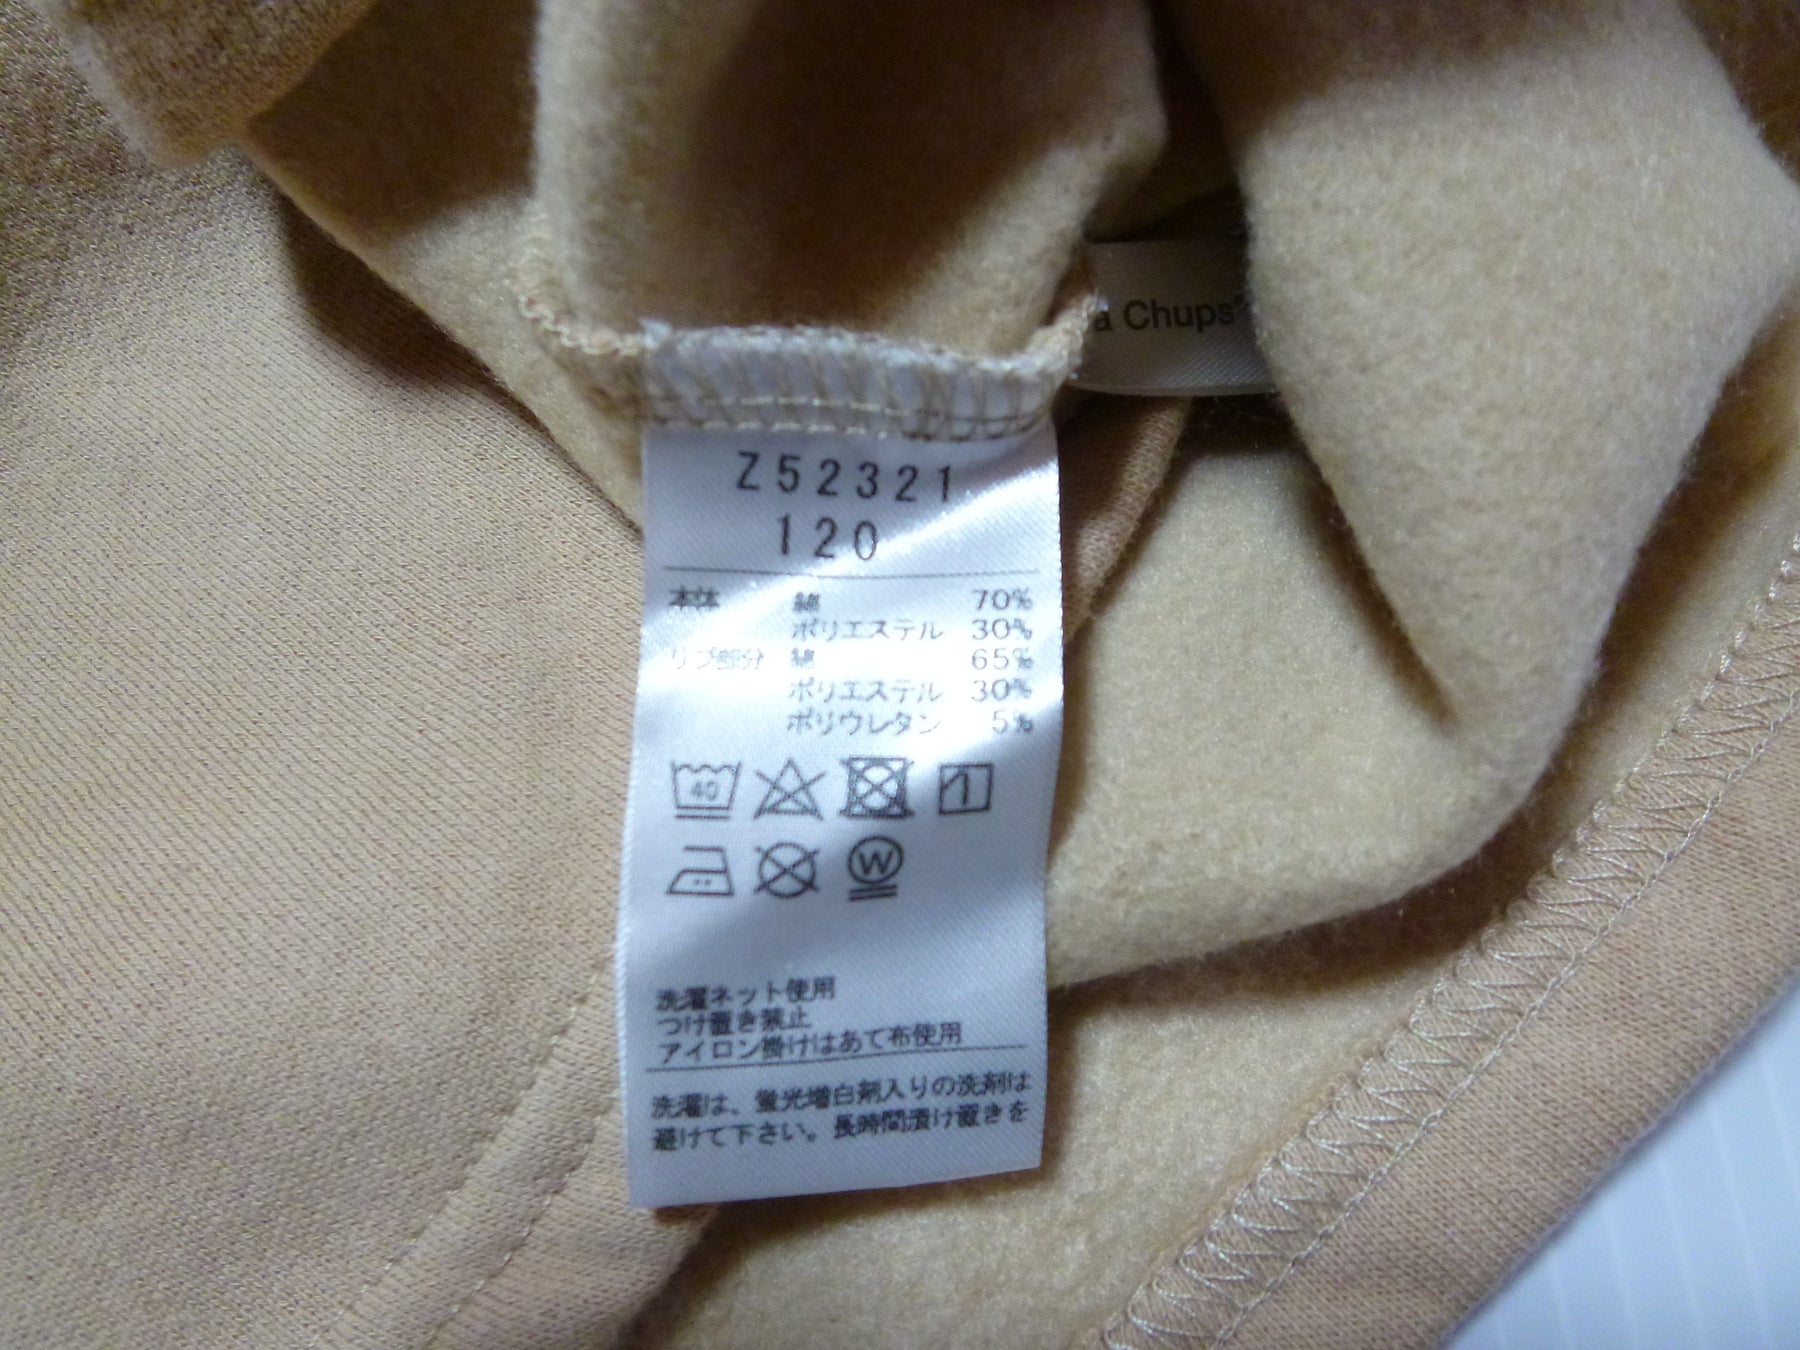 a Chups®
Z52321
120
本体 綿 70%
ポリエステル 30%
リブ部分 綿 65%
ポリエステル 30%
ポリウレタン 5%
40
W
洗濯ネット使用
つけ置き禁止
アイロン掛けはあて布使用
洗濯は、蛍光増白剤入りの洗剤は
避けて下さい。長時間漬け置きを